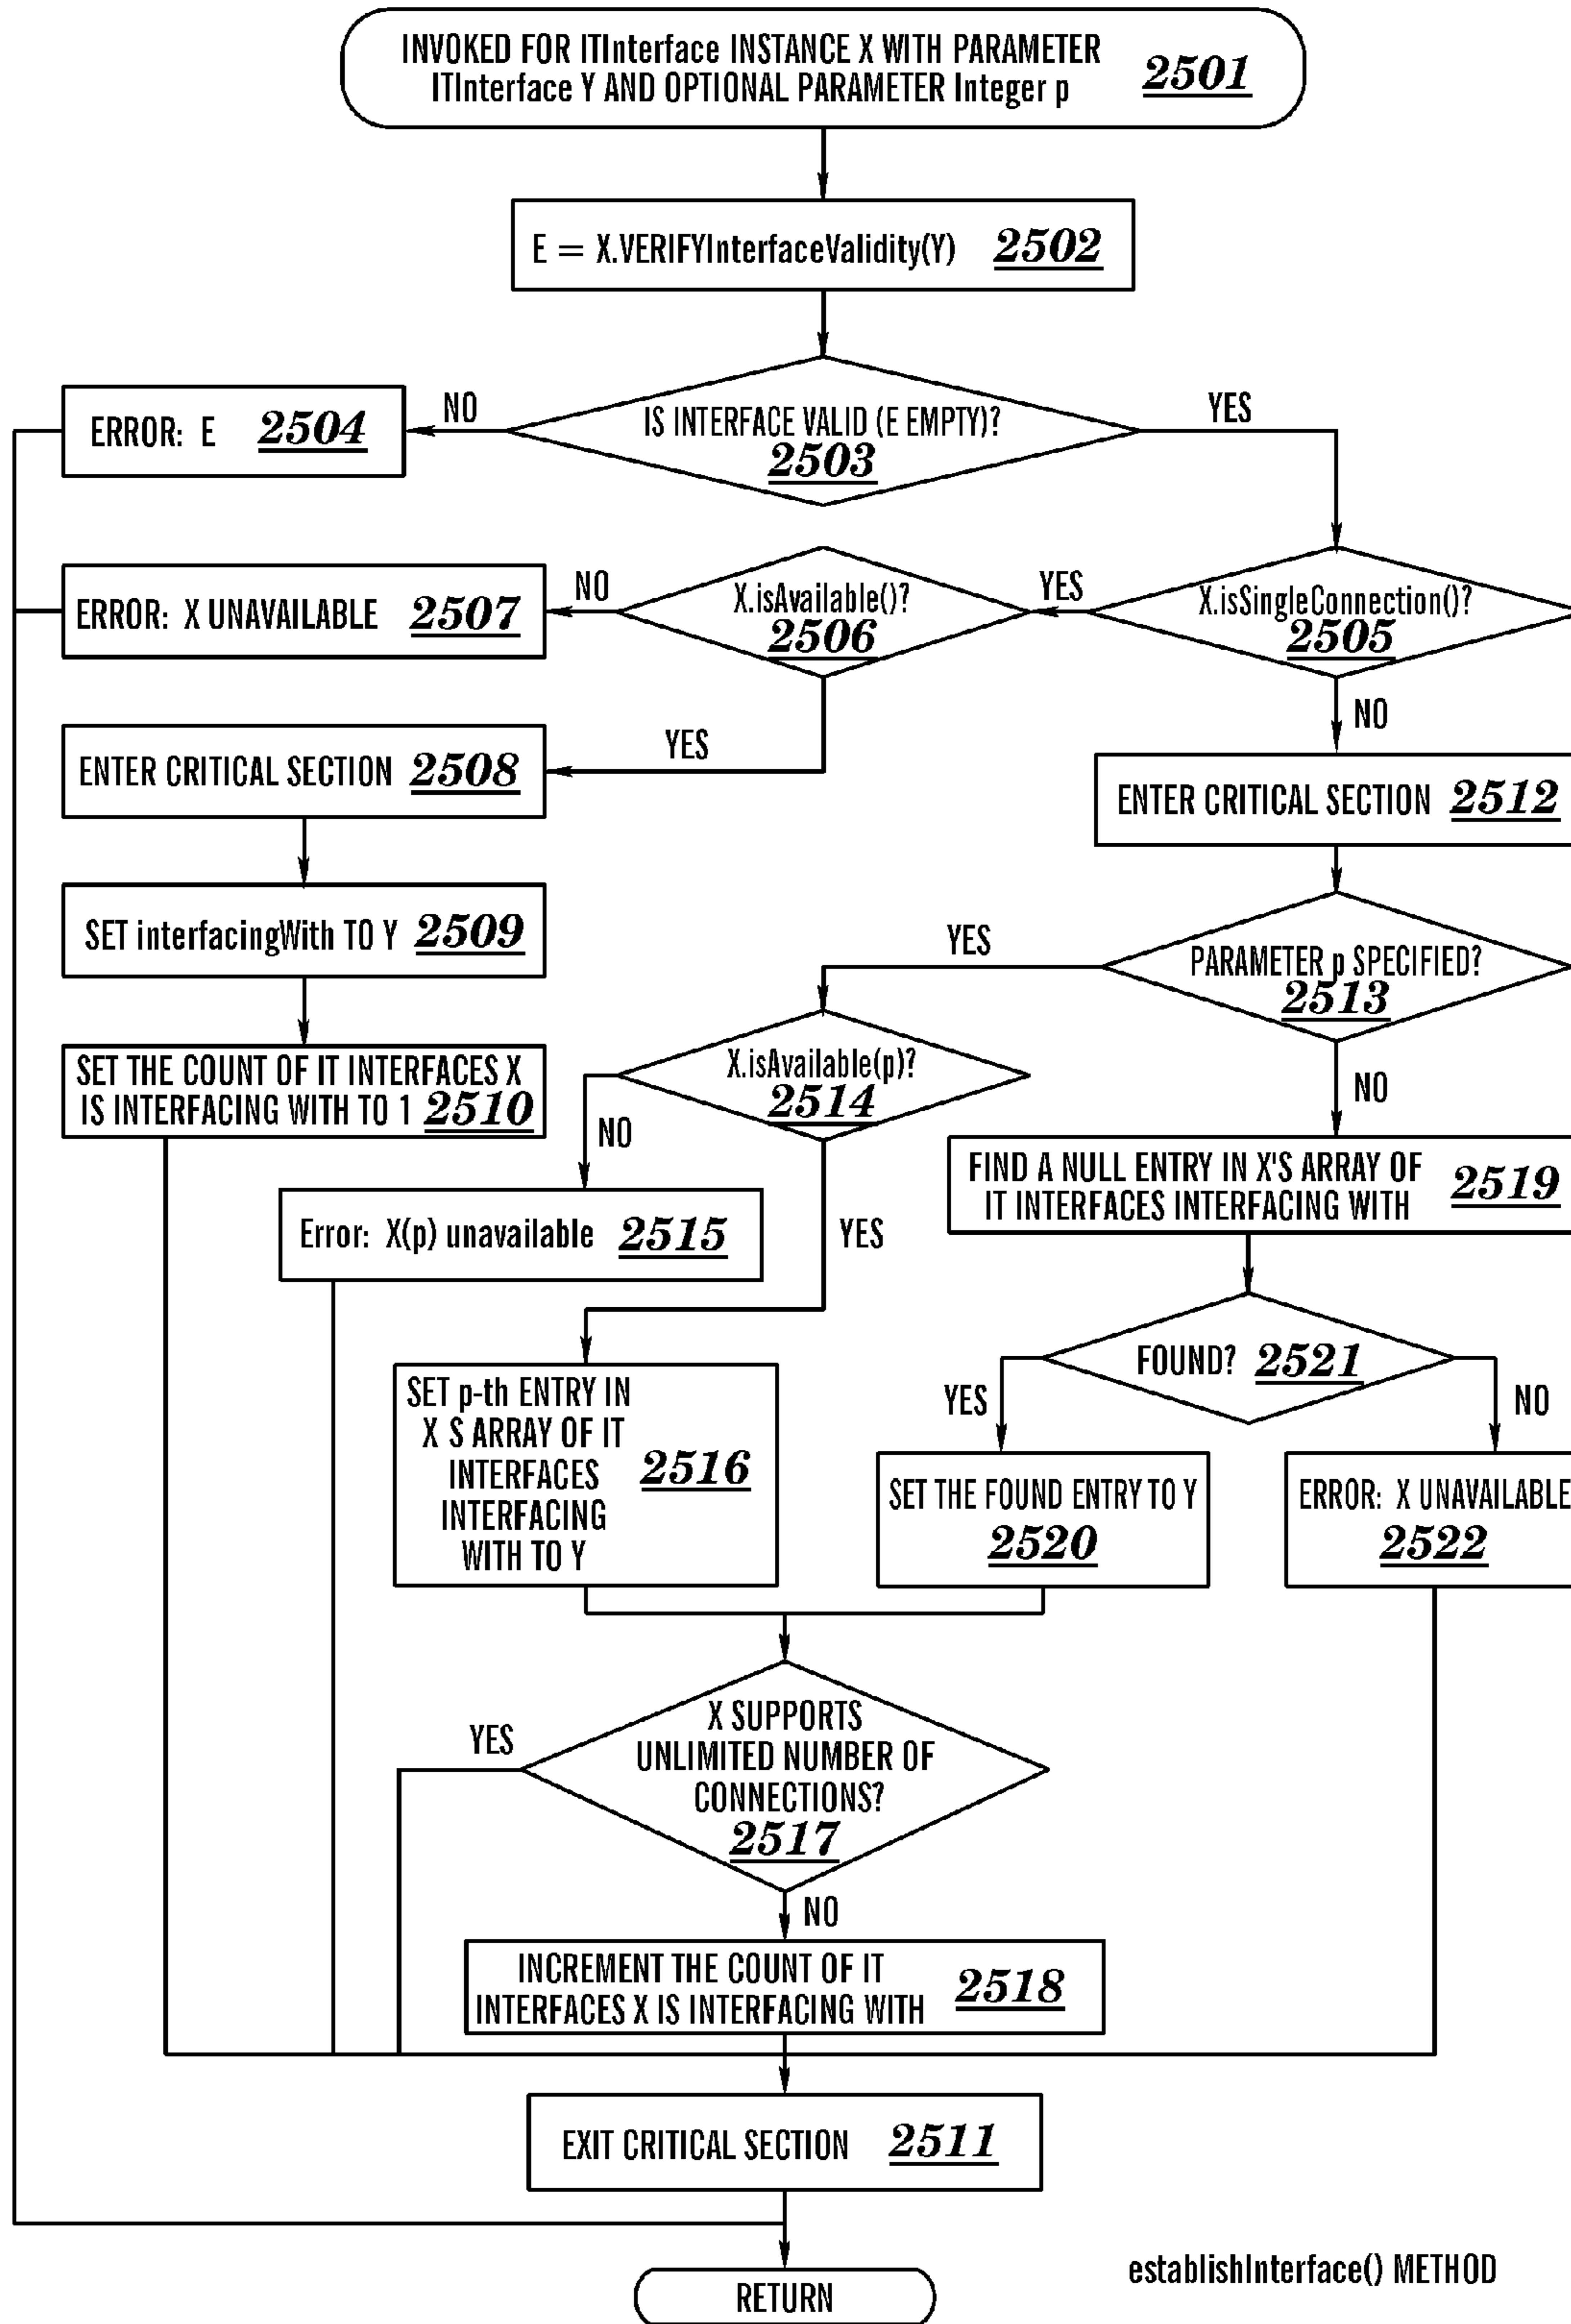 INVOKED FOR ITInterface INSTANCE X WITH PARAMETER
ITInterface Y AND OPTIONAL PARAMETER Integer p 2501
E = X.VERIFYInterfaceValidity(Y) 2502
IS INTERFACE VALID (E EMPTY)?
2503
NO
YES
ERROR: E 2504
X.isSingleConnection()?
2505
YES
NO
X.isAvailable()?
2506
NO
YES
ERROR: X UNAVAILABLE 2507
ENTER CRITICAL SECTION 2508
SET interfacingWith TO Y 2509
SET THE COUNT OF IT INTERFACES X
IS INTERFACING WITH TO 1 2510
ENTER CRITICAL SECTION 2512
PARAMETER p SPECIFIED?
2513
YES
NO
X.isAvailable(p)?
2514
NO
YES
Error: X(p) unavailable 2515
SET p-th ENTRY IN
X S ARRAY OF IT
INTERFACES 2516
INTERFACING
WITH TO Y
FIND A NULL ENTRY IN X'S ARRAY OF
IT INTERFACES INTERFACING WITH 2519
FOUND? 2521
YES
NO
SET THE FOUND ENTRY TO Y
2520
ERROR: X UNAVAILABLE
2522
X SUPPORTS
UNLIMITED NUMBER OF
CONNECTIONS?
2517
YES
NO
INCREMENT THE COUNT OF IT
INTERFACES X IS INTERFACING WITH 2518
EXIT CRITICAL SECTION 2511
RETURN
establishInterface() METHOD